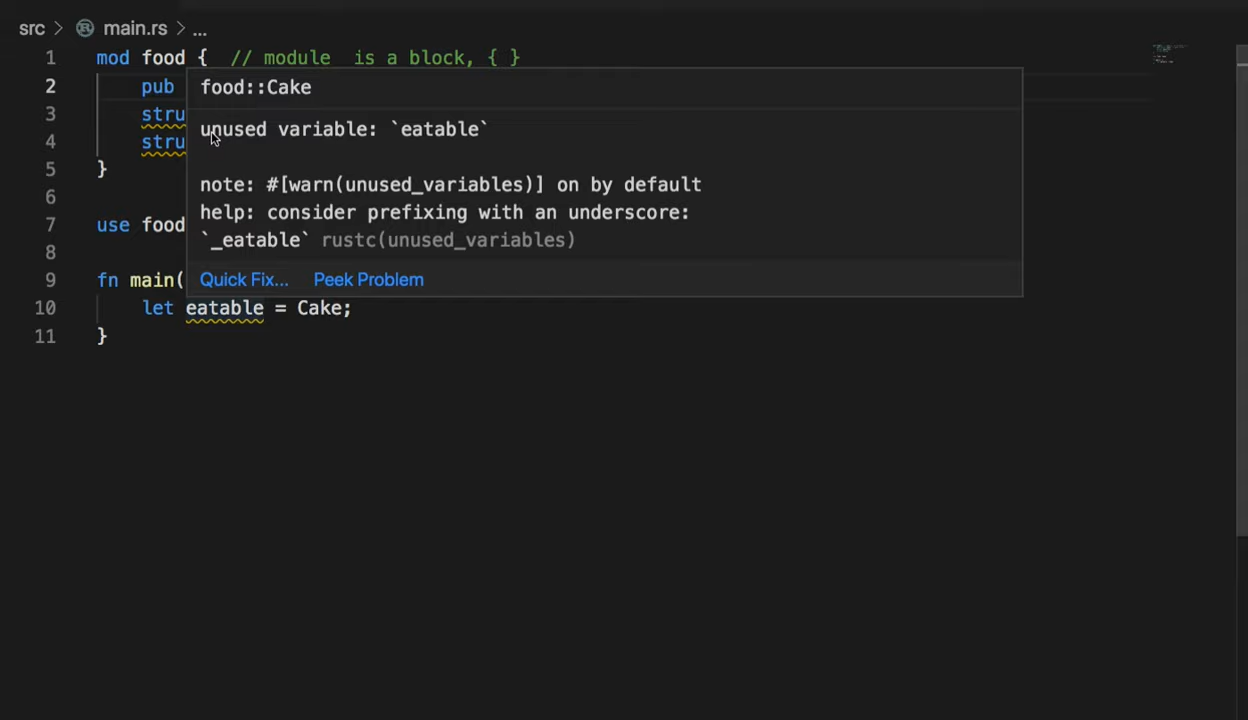 src > main.rs > ...
1 mod food { // module is a block, { }
2 pub
food::Cake
3 stru
unused variable: `eatable`
4 stru
5 }
6
note: #[warn(unused_variables)] on by default
help: consider prefixing with an underscore:
7 use food
8
`_eatable` rustc(unused_variables)
9 fn main(
Quick Fix... Peek Problem
10 let eatable = Cake;
11 }